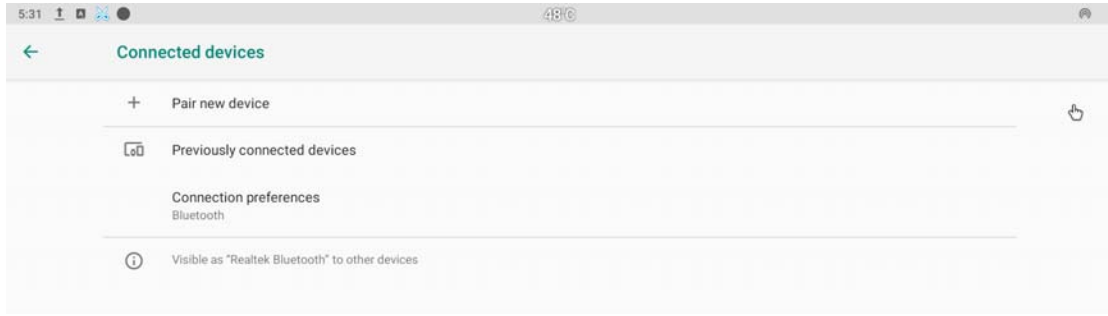 5:31
48°C
Connected devices
Pair new device
Previously connected devices
Connection preferences
Bluetooth
Visible as "Realtek Bluetooth" to other devices